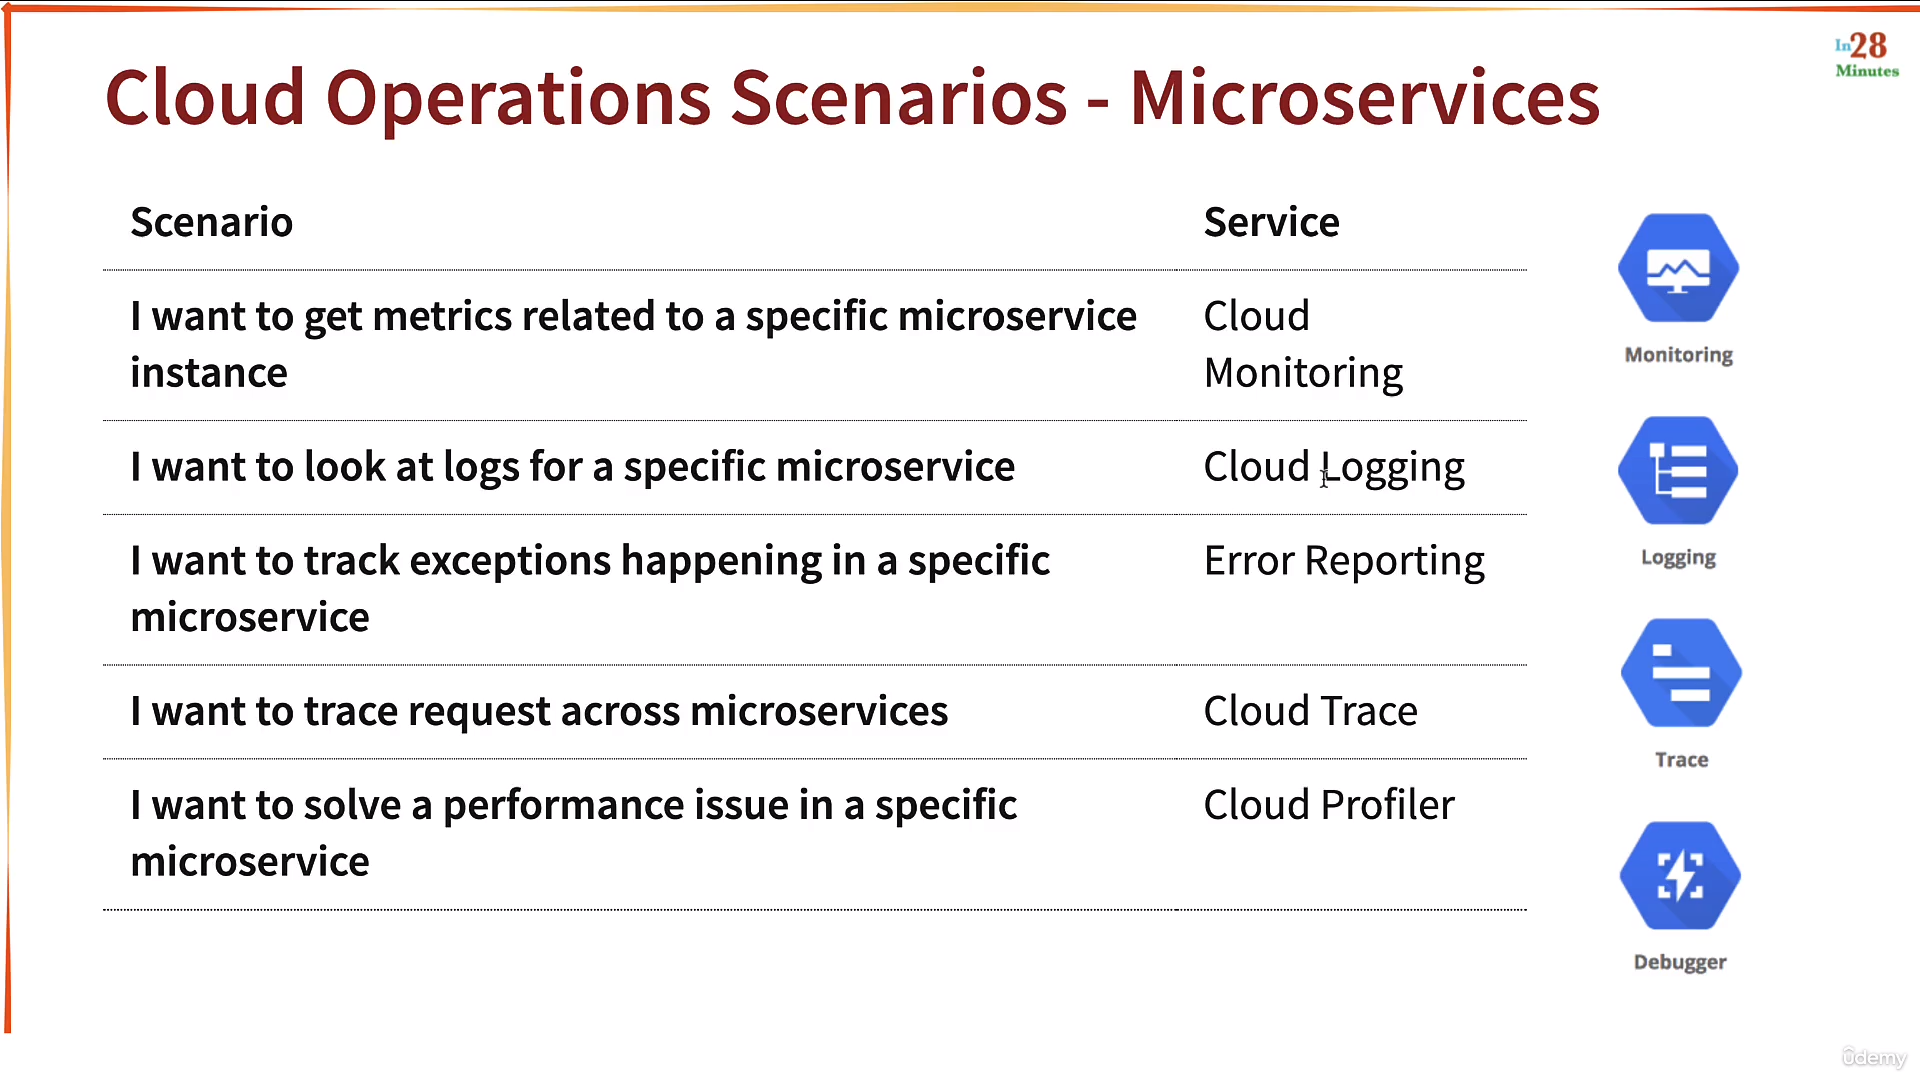 In28
Minutes
Cloud Operations Scenarios - Microservices
Scenario
Service
I want to get metrics related to a specific microservice
instance
Cloud
Monitoring
I want to look at logs for a specific microservice
Cloud Logging
I want to track exceptions happening in a specific
microservice
Error Reporting
I want to trace request across microservices
Cloud Trace
I want to solve a performance issue in a specific
microservice
Cloud Profiler
Monitoring
Logging
Trace
Debugger
ûdemy